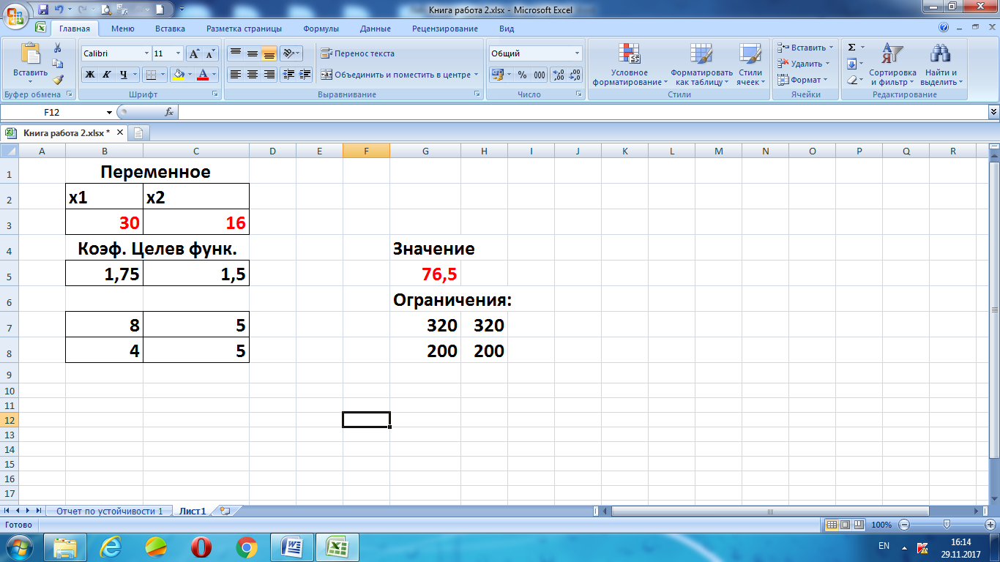 Книга работа 2.xlsx - Microsoft Excel
Главная Меню Вставка Разметка страницы Формулы Данные Рецензирование Вид
Вставить
Буфер обмена
Calibri 11
Ж К Ч
Шрифт
Перенос текста
Объединить и поместить в центре
Выравнивание
Общий
% 000
Число
Условное форматирование
Форматировать как таблицу
Стили ячеек
Стили
Вставить
Удалить
Формат
Ячейки
Σ
Сортировка и фильтр
Найти и выделить
Редактирование
F12 fx
Книга работа 2.xlsx *
A B C D E F G H I J K L M N O P Q R
1 Переменное
2 x1 x2
3 30 16
4 Коэф. Целев функ. Значение
5 1,75 1,5 76,5
6 Ограничения:
7 8 5 320 320
8 4 5 200 200
9
10
11
12
13
14
15
16
17
Отчет по устойчивости 1 Лист1
Готово 100%
EN 16:14
29.11.2017